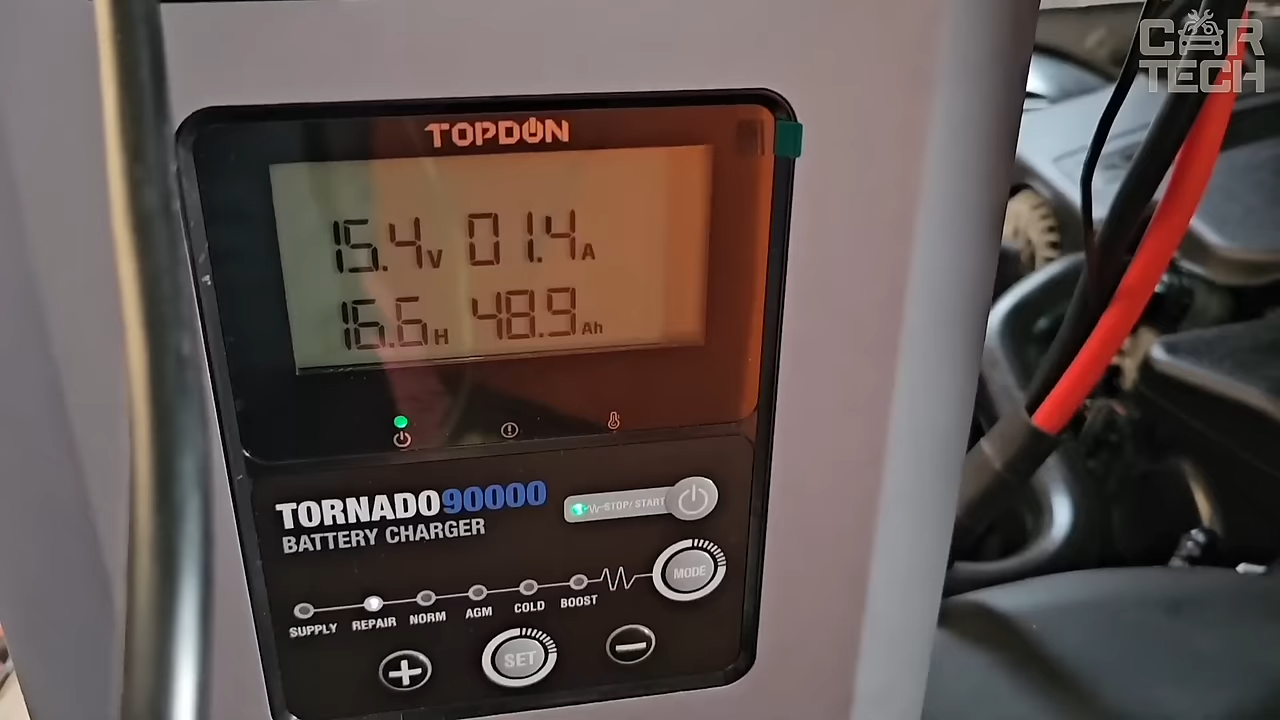 CAR
TECH
TOPDON
15.4V 01.4A
16.6H 48.9Ah
TORNADO90000
BATTERY CHARGER
STOP/START
MODE
SUPPLY REPAIR NORM AGM COLD BOOST
SET